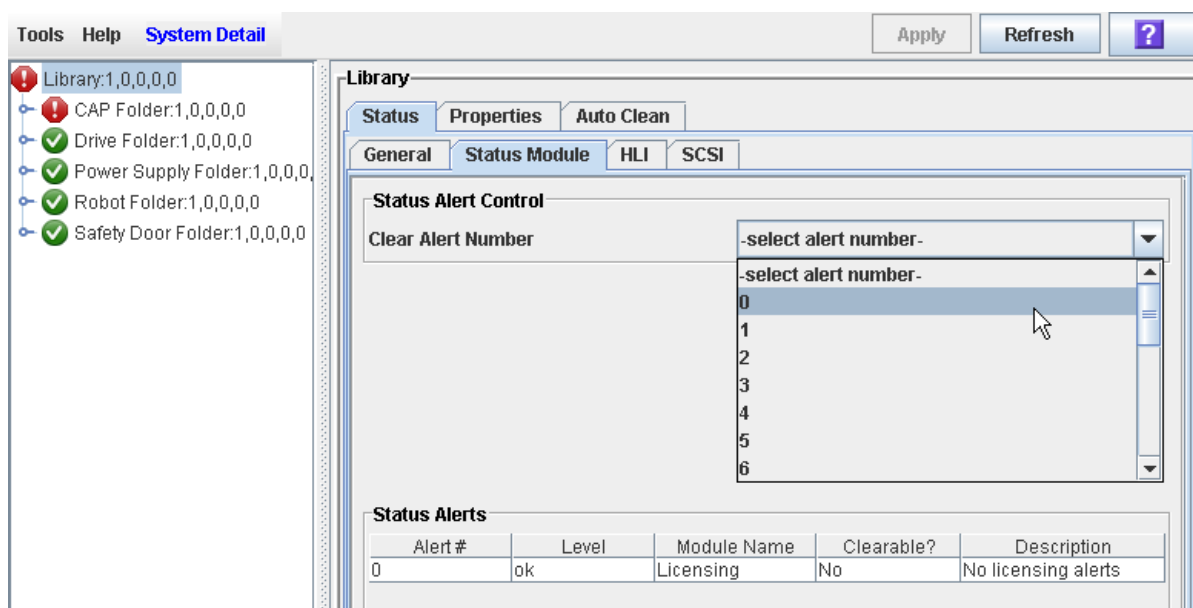 Tools Help System Detail
Apply Refresh ?
Library:1,0,0,0,0
CAP Folder:1,0,0,0,0
Drive Folder:1,0,0,0,0
Power Supply Folder:1,0,0,0,
Robot Folder:1,0,0,0,0
Safety Door Folder:1,0,0,0,0
Library
Status Properties Auto Clean
General Status Module HLI SCSI
Status Alert Control
Clear Alert Number -select alert number-
-select alert number-
0
1
2
3
4
5
6
Status Alerts
Alert # Level Module Name Clearable? Description
0 ok Licensing No No licensing alerts